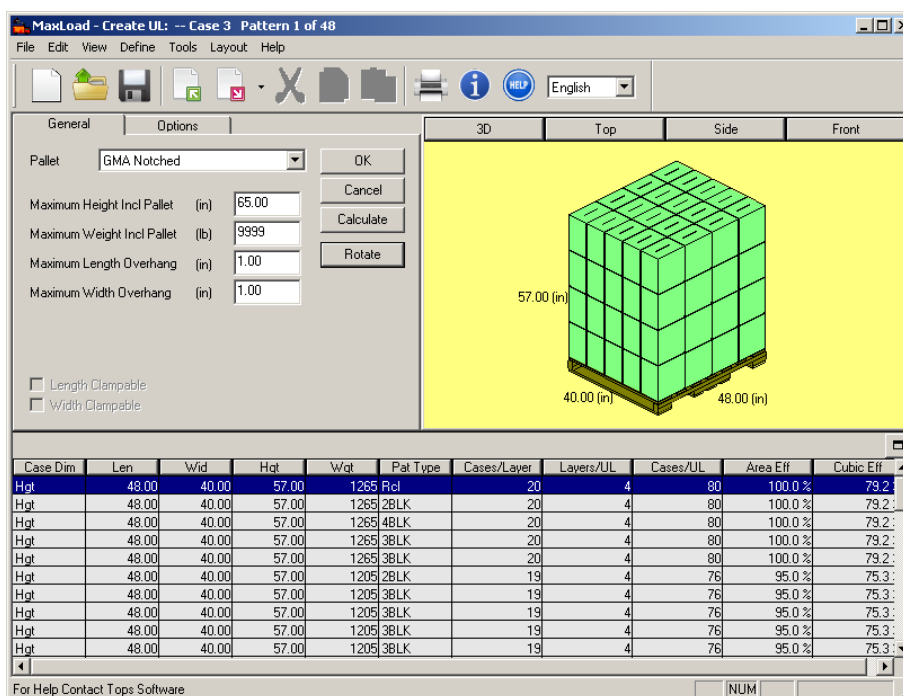 MaxLoad - Create UL: -- Case 3 Pattern 1 of 48
File Edit View Define Tools Layout Help
HELP English
General Options
3D Top Side Front
Pallet GMA Notched OK
Cancel
Maximum Height Incl Pallet (in) 65.00
Calculate
Maximum Weight Incl Pallet (lb) 9999
Rotate
Maximum Length Overhang (in) 1.00
Maximum Width Overhang (in) 1.00
57.00 (in)
Length Clampable
Width Clampable
40.00 (in) 48.00 (in)
Case Dim Len Wid Hgt Wgt Pat Type Cases/Layer Layers/UL Cases/UL Area Eff Cubic Eff
Hgt 48.00 40.00 57.00 1265 Rcl 20 4 80 100.0 % 79.2
Hgt 48.00 40.00 57.00 1265 2BLK 20 4 80 100.0 % 79.2
Hgt 48.00 40.00 57.00 1265 4BLK 20 4 80 100.0 % 79.2
Hgt 48.00 40.00 57.00 1265 3BLK 20 4 80 100.0 % 79.2
Hgt 48.00 40.00 57.00 1265 3BLK 20 4 80 100.0 % 79.2
Hgt 48.00 40.00 57.00 1205 2BLK 19 4 76 95.0 % 75.3
Hgt 48.00 40.00 57.00 1205 3BLK 19 4 76 95.0 % 75.3
Hgt 48.00 40.00 57.00 1205 3BLK 19 4 76 95.0 % 75.3
Hgt 48.00 40.00 57.00 1205 3BLK 19 4 76 95.0 % 75.3
Hgt 48.00 40.00 57.00 1205 3BLK 19 4 76 95.0 % 75.3
For Help Contact Tops Software NUM